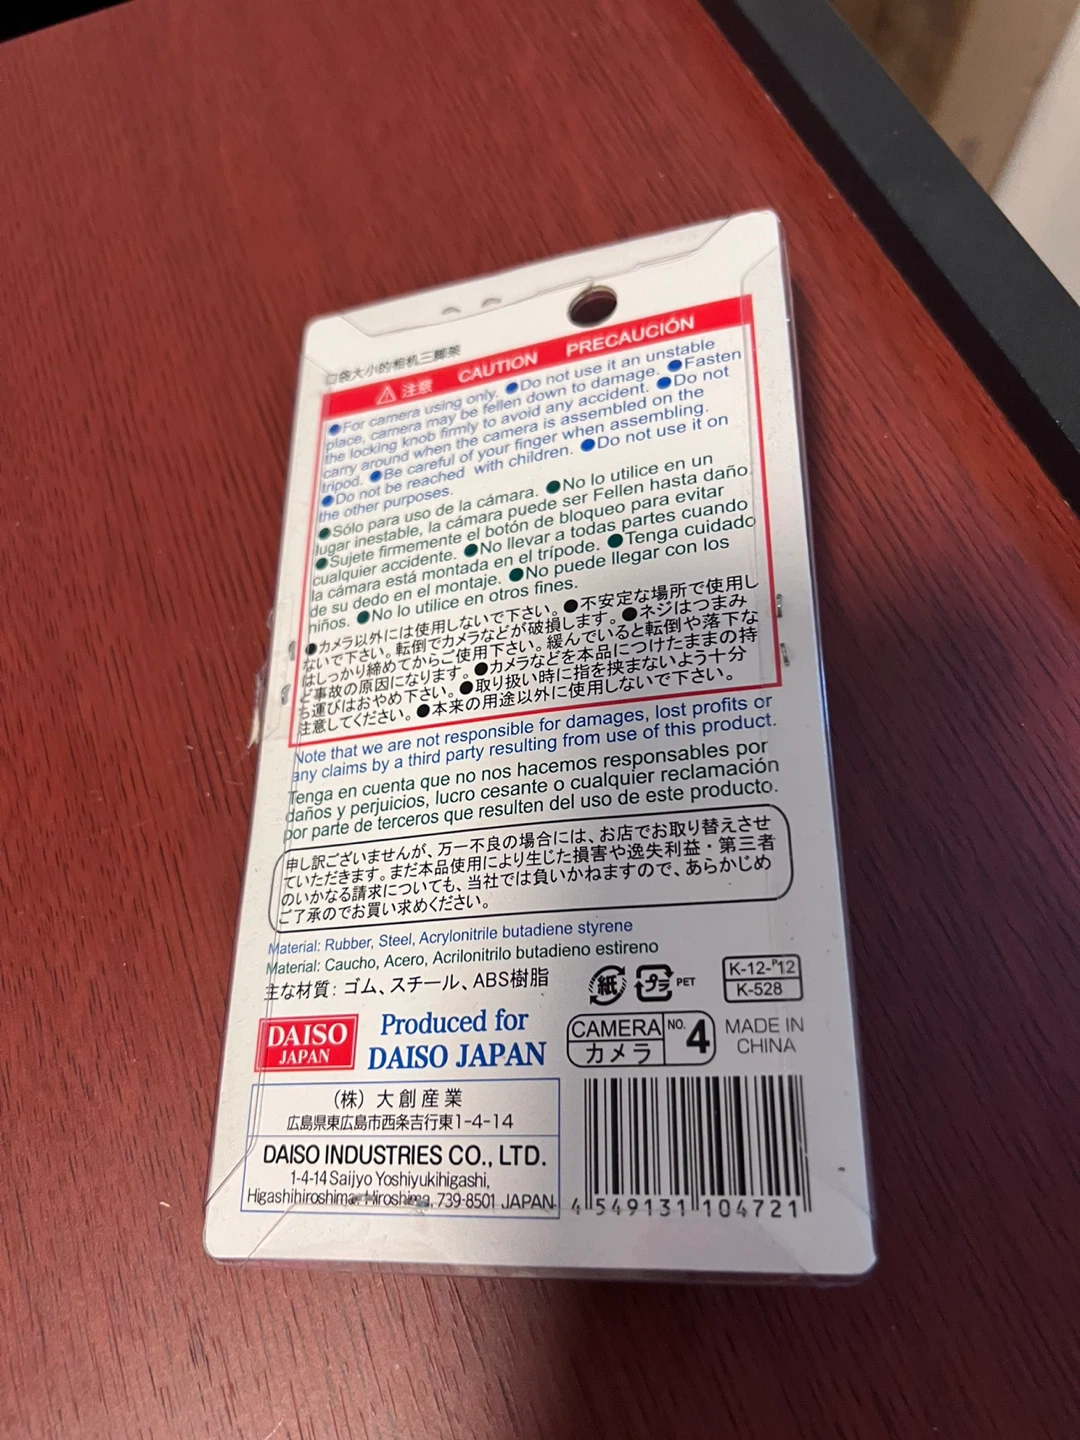 口袋大小的相机三脚架
注意 CAUTION PRECAUCIÓN
●For camera using only. ●Do not use it an unstable
place, camera may be fellen down to damage. ●Fasten
the locking knob firmly to avoid any accident. ●Do not
carry around when the camera is assembled on the
tripod. ●Be careful of your finger when assembling.
●Do not be reached with children. ●Do not use it on
the other purposes.
●Sólo para uso de la cámara. ●No lo utilice en un
lugar inestable, la cámara puede ser Fellen hasta daño.
●Sujete firmemente el botón de bloqueo para evitar
cualquier accidente. ●No llevar a todas partes cuando
la cámara está montada en el trípode. ●Tenga cuidado
de su dedo en el montaje. ●No puede llegar con los
niños. ●No lo utilice en otros fines.
●カメラ以外には使用しないで下さい。●不安定な場所で使用し
ないで下さい。転倒でカメラなどが破損します。●ネジはつまみ
はしっかり締めてからご使用下さい。緩んでいると転倒や落下な
ど事故の原因になります。●カメラなどを本品につけたままの持
ち運びはおやめ下さい。●取り扱い時に指を挟まないよう十分
注意してください。●本来の用途以外に使用しないで下さい。
Note that we are not responsible for damages, lost profits or
any claims by a third party resulting from use of this product.
Tenga en cuenta que no nos hacemos responsables por
daños y perjuicios, lucro cesante o cualquier reclamación
por parte de terceros que resulten del uso de este producto.
申し訳ございませんが、万一不良の場合には、お店でお取り替えさせ
ていただきます。まだ本品使用により生じた損害や逸失利益・第三者
のいかなる請求についても、当社では負いかねますので、あらかじめ
ご了承のでお買い求めください。
Material: Rubber, Steel, Acrylonitrile butadiene styrene
Material: Caucho, Acero, Acrilonitrilo butadieno estireno
主な材質：ゴム、スチール、ABS樹脂
紙 プラ PET
K-12-P12
K-528
DAISO
JAPAN
Produced for
DAISO JAPAN
CAMERA NO. 4
カメラ
MADE IN
CHINA
（株）大創産業
広島県東広島市西条吉行東1-4-14
DAISO INDUSTRIES CO., LTD.
1-4-14 Saijyo Yoshiyukihigashi,
Higashihiroshima, Hiroshima, 739-8501 JAPAN
4 549131 104721